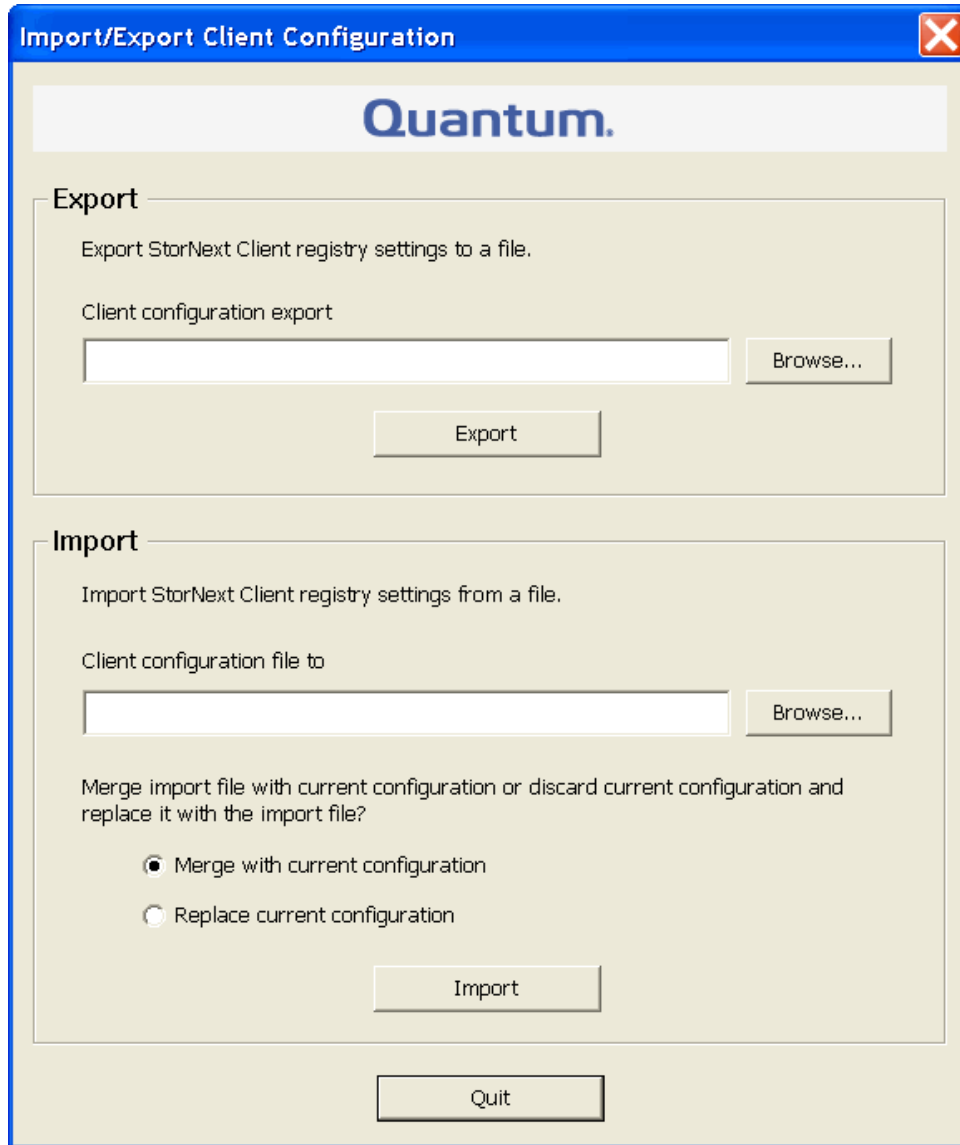 Import/Export Client Configuration
Quantum.
Export
Export StorNext Client registry settings to a file.
Client configuration export
Browse...
Export
Import
Import StorNext Client registry settings from a file.
Client configuration file to
Browse...
Merge import file with current configuration or discard current configuration and
replace it with the import file?
Merge with current configuration
Replace current configuration
Import
Quit